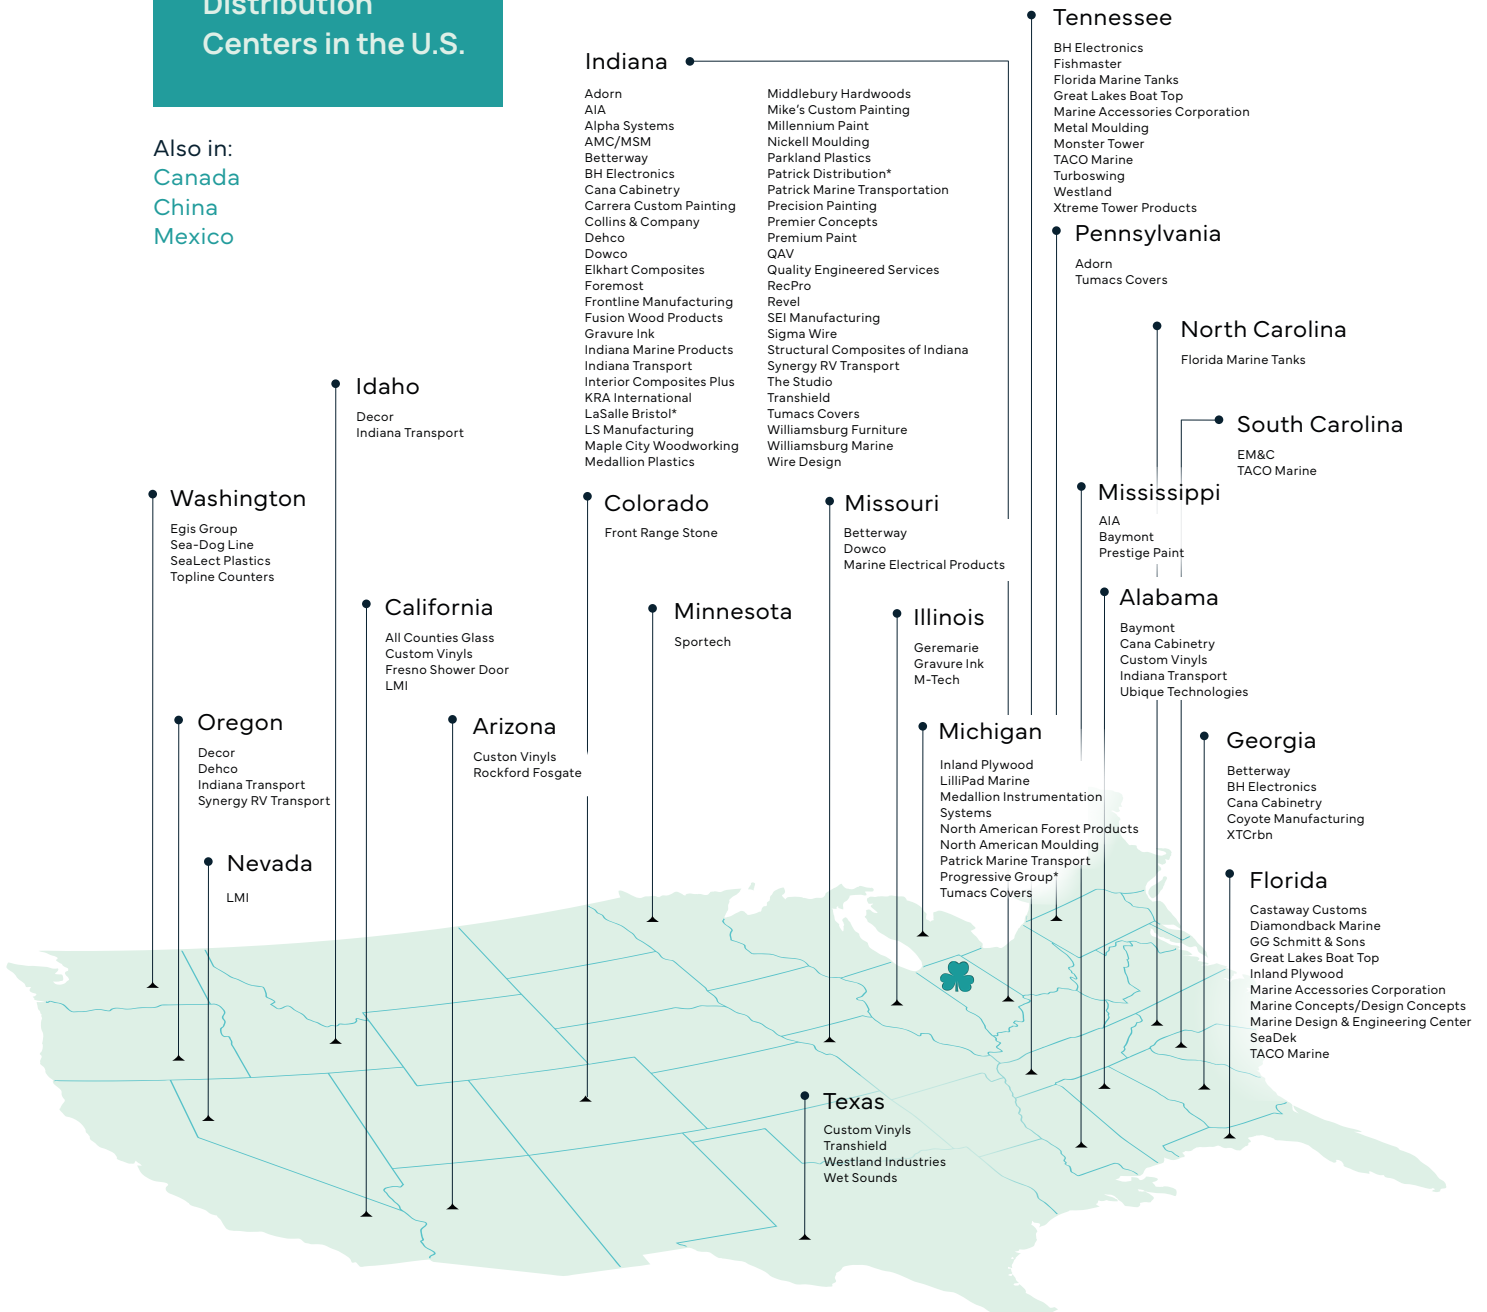 Distribution
Centers in the U.S.
Also in:
Canada
China
Mexico
Indiana
Adorn
AIA
Alpha Systems
AMC/MSM
Betterway
BH Electronics
Cana Cabinetry
Carrera Custom Painting
Collins & Company
Dehco
Dowco
Elkhart Composites
Foremost
Frontline Manufacturing
Fusion Wood Products
Gravure Ink
Indiana Marine Products
Indiana Transport
Interior Composites Plus
KRA International
LaSalle Bristol*
LS Manufacturing
Maple City Woodworking
Medallion Plastics
Middlebury Hardwoods
Mike's Custom Painting
Millennium Paint
Nickell Moulding
Parkland Plastics
Patrick Distribution*
Patrick Marine Transportation
Precision Painting
Premier Concepts
Premium Paint
QAV
Quality Engineered Services
RecPro
Revel
SEI Manufacturing
Sigma Wire
Structural Composites of Indiana
Synergy RV Transport
The Studio
Transhield
Tumacs Covers
Williamsburg Furniture
Williamsburg Marine
Wire Design
Tennessee
BH Electronics
Fishmaster
Florida Marine Tanks
Great Lakes Boat Top
Marine Accessories Corporation
Metal Moulding
Monster Tower
TACO Marine
Turboswing
Westland
Xtreme Tower Products
Pennsylvania
Adorn
Tumacs Covers
North Carolina
Florida Marine Tanks
South Carolina
EM&C
TACO Marine
Idaho
Decor
Indiana Transport
Washington
Egis Group
Sea-Dog Line
SeaLect Plastics
Topline Counters
Colorado
Front Range Stone
Missouri
Betterway
Dowco
Marine Electrical Products
Mississippi
AIA
Baymont
Prestige Paint
California
All Counties Glass
Custom Vinyls
Fresno Shower Door
LMI
Minnesota
Sportech
Illinois
Geremarie
Gravure Ink
M-Tech
Alabama
Baymont
Cana Cabinetry
Custom Vinyls
Indiana Transport
Ubique Technologies
Oregon
Decor
Dehco
Indiana Transport
Synergy RV Transport
Arizona
Custon Vinyls
Rockford Fosgate
Michigan
Inland Plywood
LilliPad Marine
Medallion Instrumentation
Systems
North American Forest Products
North American Moulding
Patrick Marine Transport
Progressive Group*
Tumacs Covers
Georgia
Betterway
BH Electronics
Cana Cabinetry
Coyote Manufacturing
XTCrbn
Nevada
LMI
Florida
Castaway Customs
Diamondback Marine
GG Schmitt & Sons
Great Lakes Boat Top
Inland Plywood
Marine Accessories Corporation
Marine Concepts/Design Concepts
Marine Design & Engineering Center
SeaDek
TACO Marine
Texas
Custom Vinyls
Transhield
Westland Industries
Wet Sounds